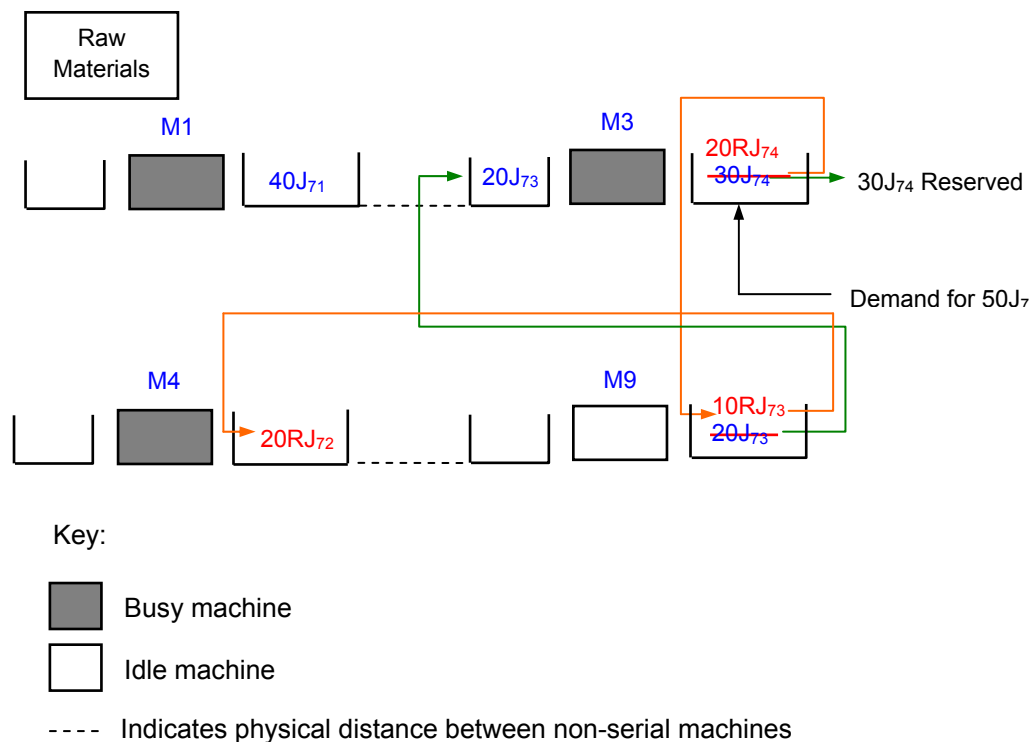 Raw
Materials
M1
M3
40J₇₁
20J₇₃
20RJ₇₄
30J₇₄
30J₇₄ Reserved
Demand for 50J₇
M4
M9
20RJ₇₂
10RJ₇₃
20J₇₃
Key:
Busy machine
Idle machine
Indicates physical distance between non-serial machines